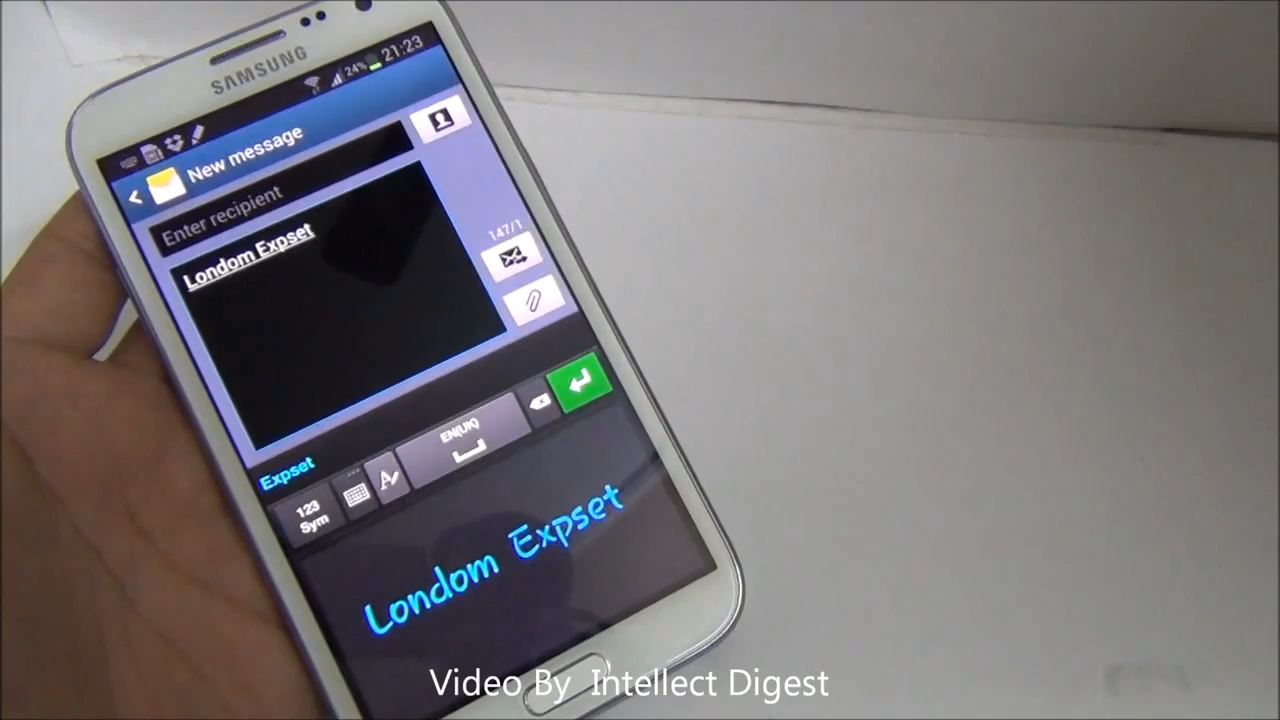 SAMSUNG
24% 21:23
New message
Enter recipient
Londom Expset
147/1
Expset
EN(UK)
123
Sym
Londom Expset
Video By Intellect Digest